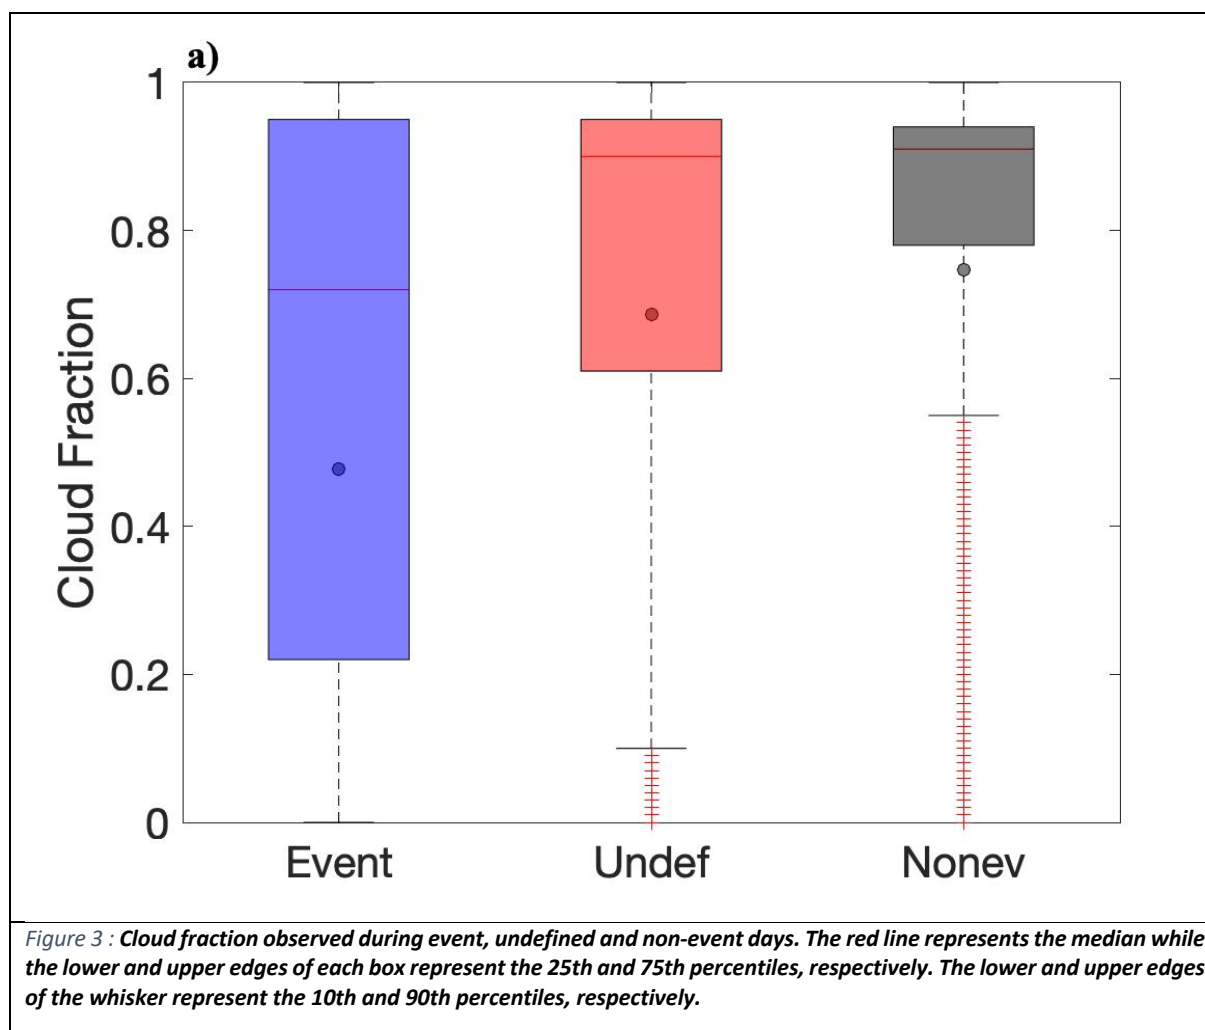 a)
1
0.8
0.6
0.4
0.2
0
Cloud Fraction
Event Undef Nonev
Figure 3 : Cloud fraction observed during event, undefined and non-event days. The red line represents the median while
the lower and upper edges of each box represent the 25th and 75th percentiles, respectively. The lower and upper edges
of the whisker represent the 10th and 90th percentiles, respectively.